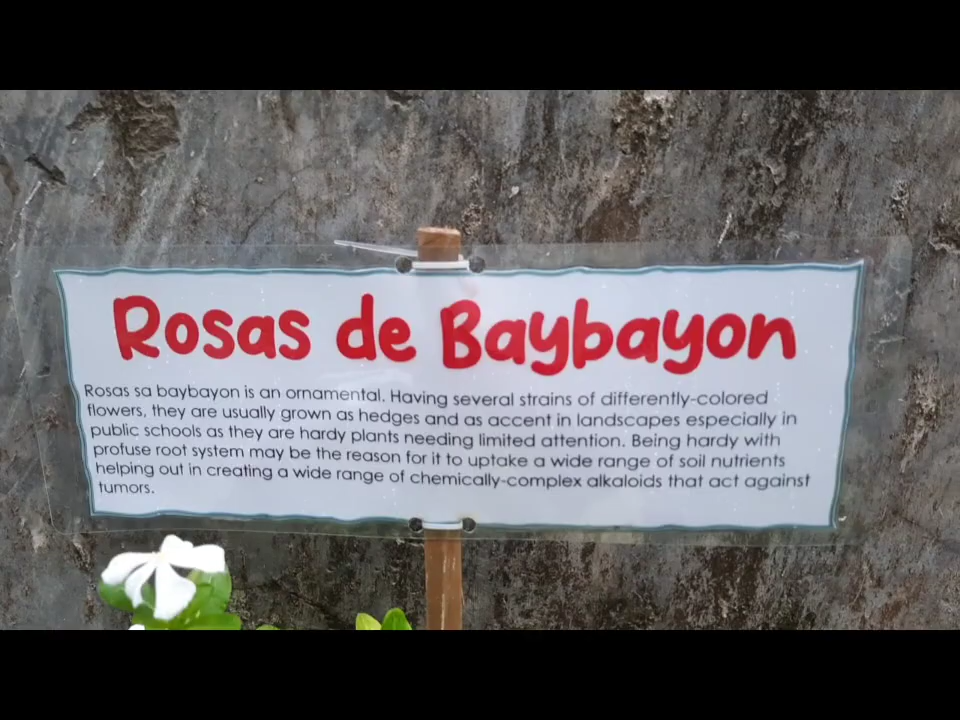 Rosas de Baybayon
Rosas sa baybayon is an ornamental. Having several strains of differently-colored
flowers, they are usually grown as hedges and as accent in landscapes especially in
public schools as they are hardy plants needing limited attention. Being hardy with
profuse root system may be the reason for it to uptake a wide range of soil nutrients
helping out in creating a wide range of chemically-complex alkaloids that act against
tumors.